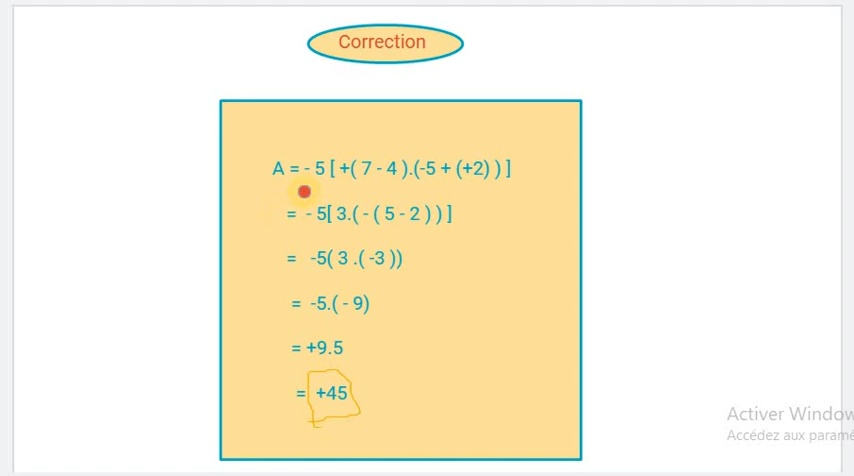 Correction
A = - 5 [ +( 7 - 4 ).(-5 + (+2) ) ]
= - 5[ 3.( - ( 5 - 2 ) ) ]
= -5( 3 .( -3 ))
= -5.( - 9)
= +9.5
= +45
Activer Window
Accédez aux paramè